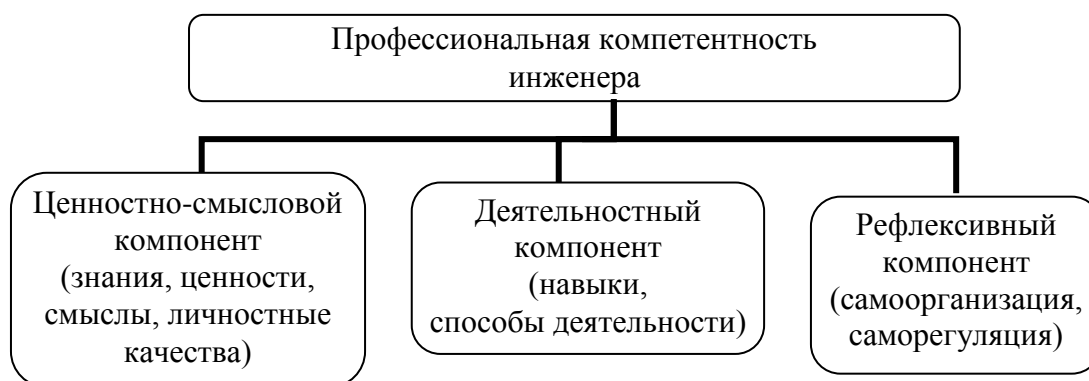 Профессиональная компетентность
инженера
Ценностно-смысловой
компонент
(знания, ценности,
смыслы, личностные
качества)
Деятельностный
компонент
(навыки,
способы деятельности)
Рефлексивный
компонент
(самоорганизация,
саморегуляция)